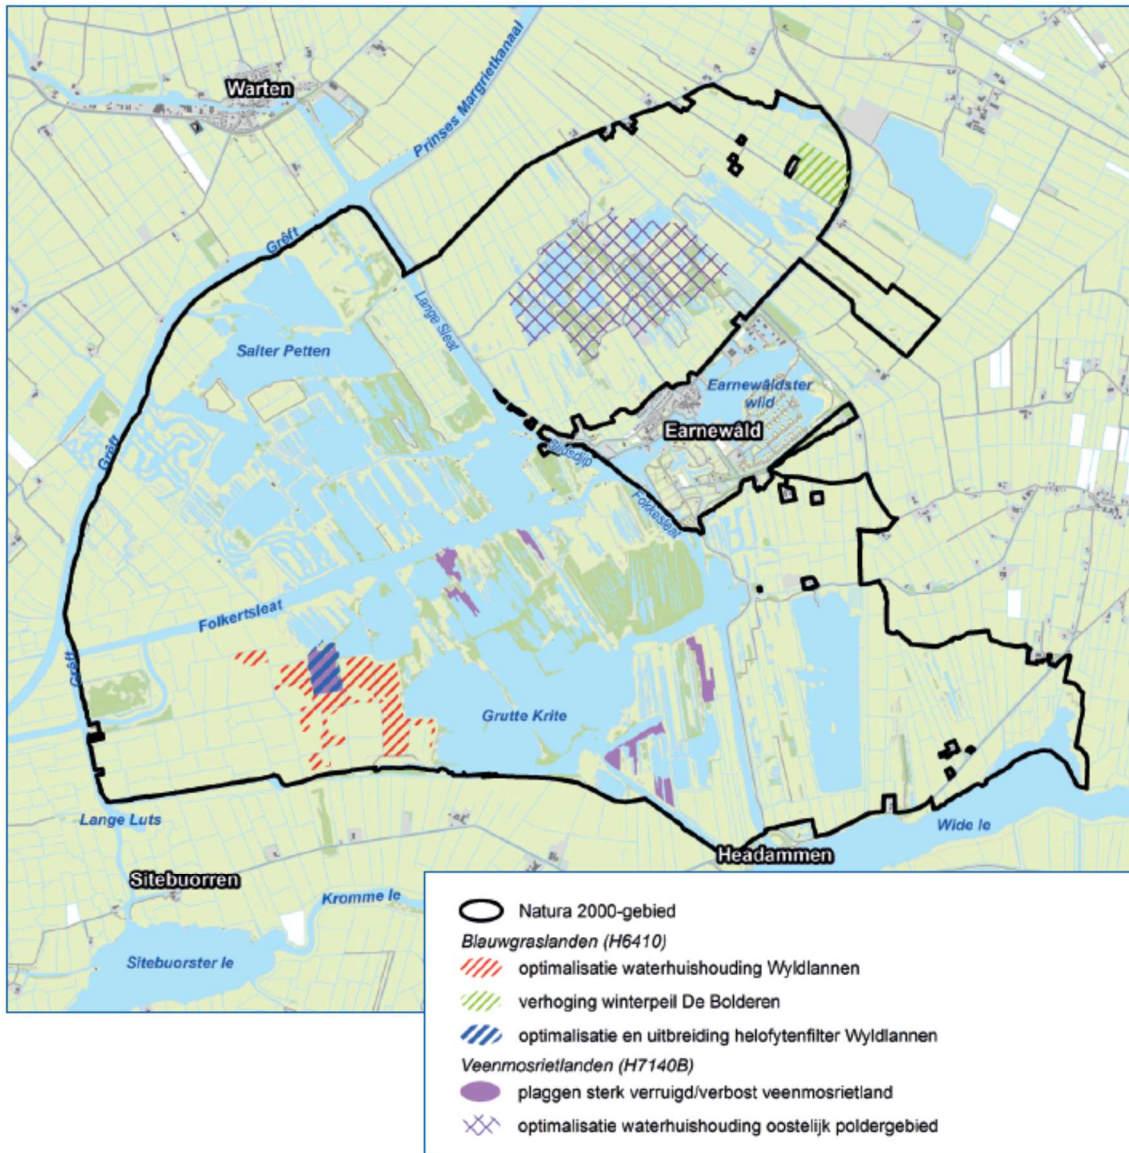 Warten
Prinses Margrietkanaal
Grêft
Lange Sleat
Salter Petten
Earnewâldster
wiid
Earnewâld
Grêft
Sidsdjip
Fokkesleat
Folkertsleat
Grêft
Grutte Krite
Lange Luts
Wide Ie
Headammen
Sitebuorren
Kromme Ie
Sitebuorster Ie
Natura 2000-gebied
Blauwgraslanden (H6410)
optimalisatie waterhuishouding Wyldlannen
verhoging winterpeil De Bolderen
optimalisatie en uitbreiding helofytenfilter Wyldlannen
Veenmosrietlanden (H7140B)
plaggen sterk verruigd/verbost veenmosrietland
optimalisatie waterhuishouding oostelijk poldergebied